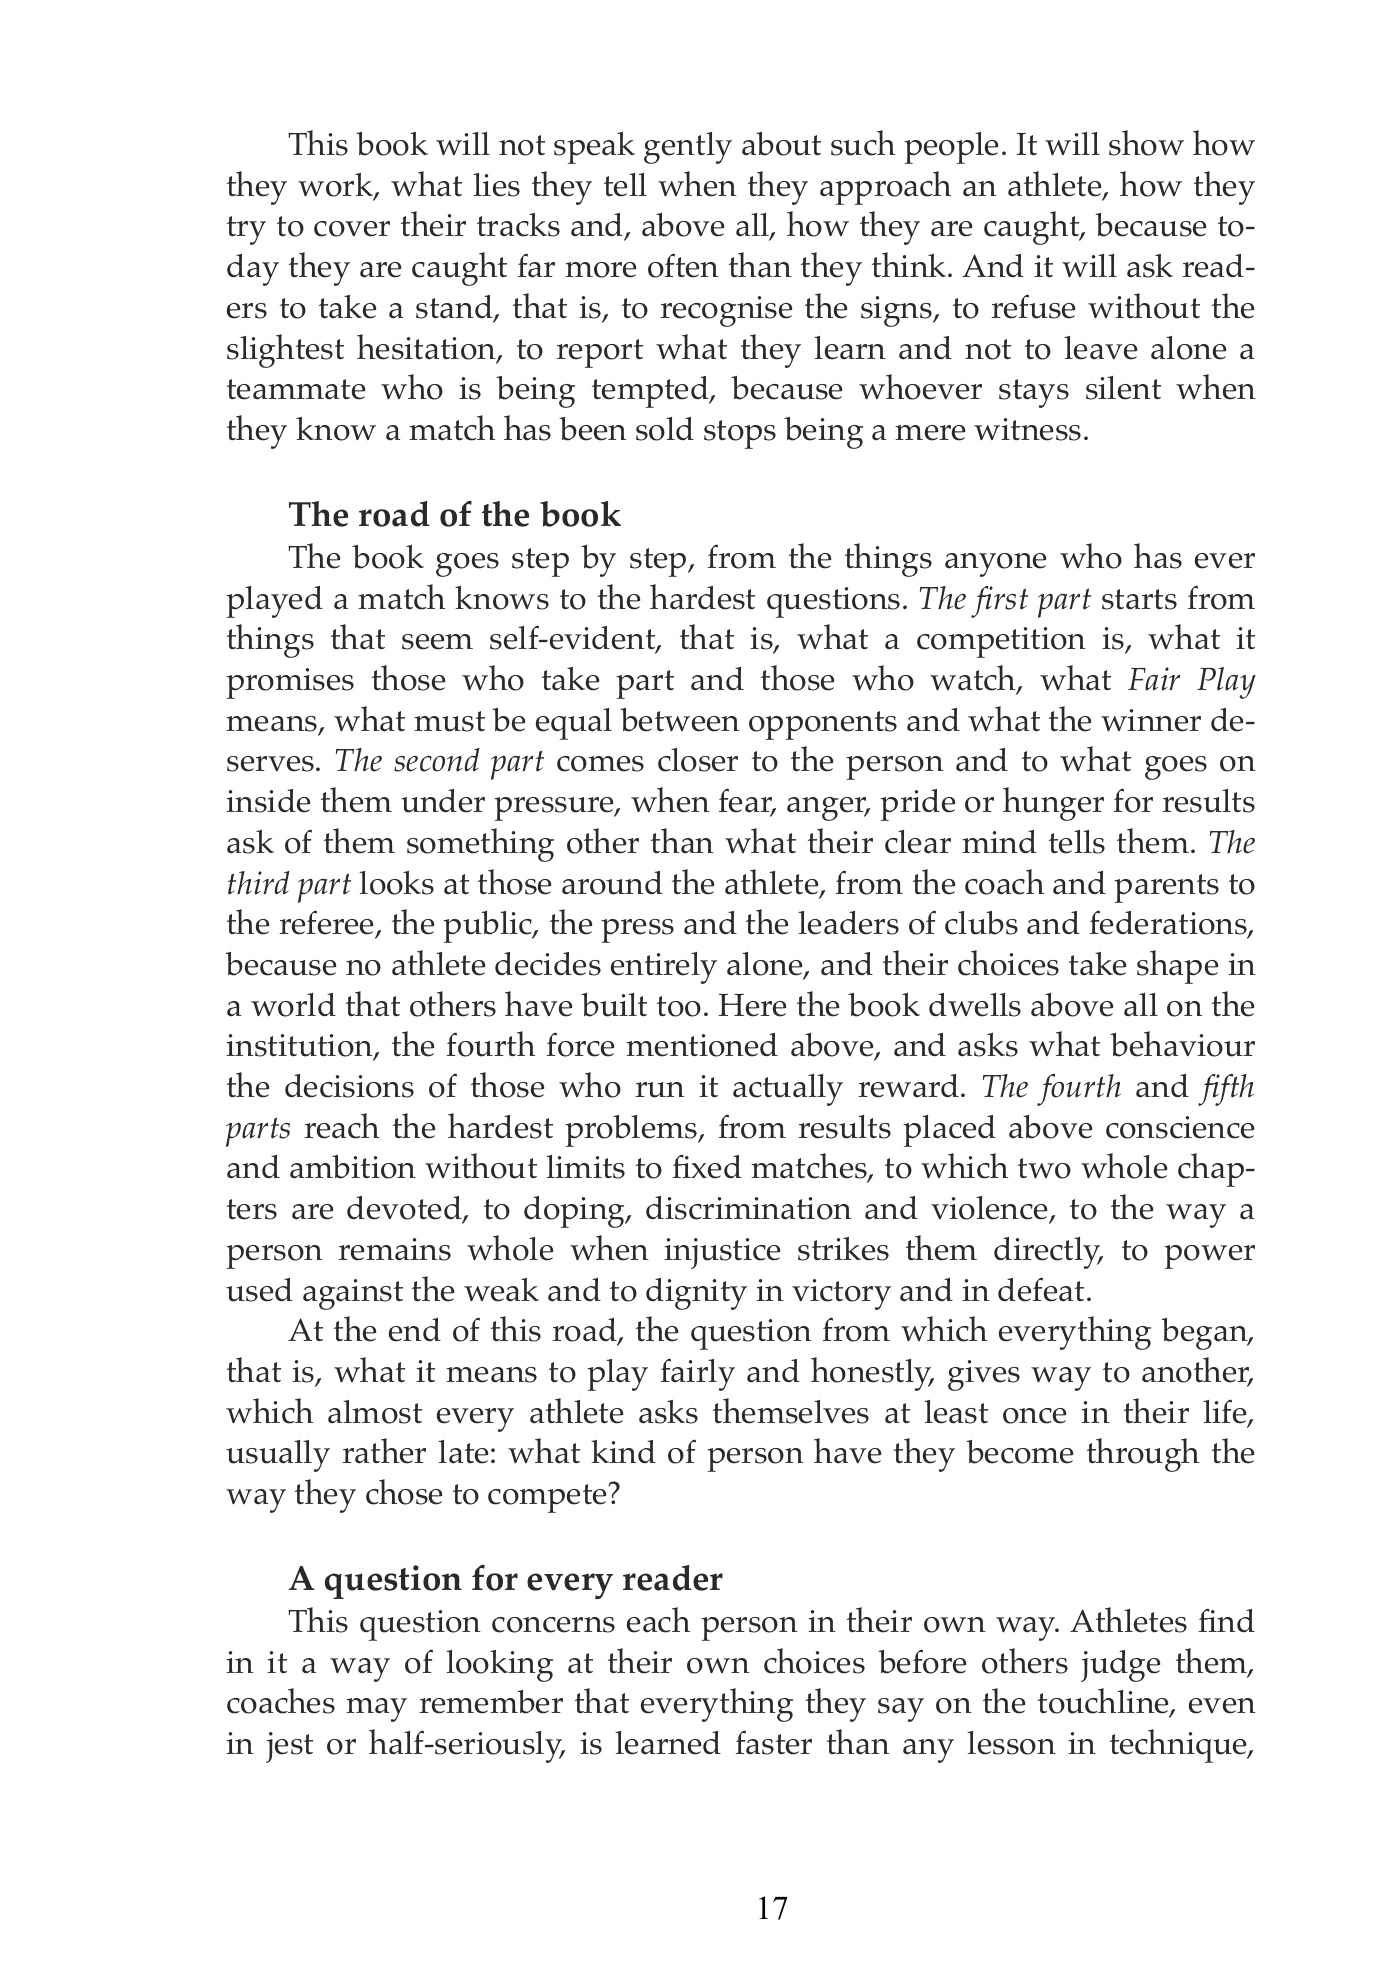 This book will not speak gently about such people. It will show how
they work, what lies they tell when they approach an athlete, how they
try to cover their tracks and, above all, how they are caught, because to-
day they are caught far more often than they think. And it will ask read-
ers to take a stand, that is, to recognise the signs, to refuse without the
slightest hesitation, to report what they learn and not to leave alone a
teammate who is being tempted, because whoever stays silent when
they know a match has been sold stops being a mere witness.
The road of the book
The book goes step by step, from the things anyone who has ever
played a match knows to the hardest questions. The first part starts from
things that seem self-evident, that is, what a competition is, what it
promises those who take part and those who watch, what Fair Play
means, what must be equal between opponents and what the winner de-
serves. The second part comes closer to the person and to what goes on
inside them under pressure, when fear, anger, pride or hunger for results
ask of them something other than what their clear mind tells them. The
third part looks at those around the athlete, from the coach and parents to
the referee, the public, the press and the leaders of clubs and federations,
because no athlete decides entirely alone, and their choices take shape in
a world that others have built too. Here the book dwells above all on the
institution, the fourth force mentioned above, and asks what behaviour
the decisions of those who run it actually reward. The fourth and fifth
parts reach the hardest problems, from results placed above conscience
and ambition without limits to fixed matches, to which two whole chap-
ters are devoted, to doping, discrimination and violence, to the way a
person remains whole when injustice strikes them directly, to power
used against the weak and to dignity in victory and in defeat.
At the end of this road, the question from which everything began,
that is, what it means to play fairly and honestly, gives way to another,
which almost every athlete asks themselves at least once in their life,
usually rather late: what kind of person have they become through the
way they chose to compete?
A question for every reader
This question concerns each person in their own way. Athletes find
in it a way of looking at their own choices before others judge them,
coaches may remember that everything they say on the touchline, even
in jest or half-seriously, is learned faster than any lesson in technique,
17